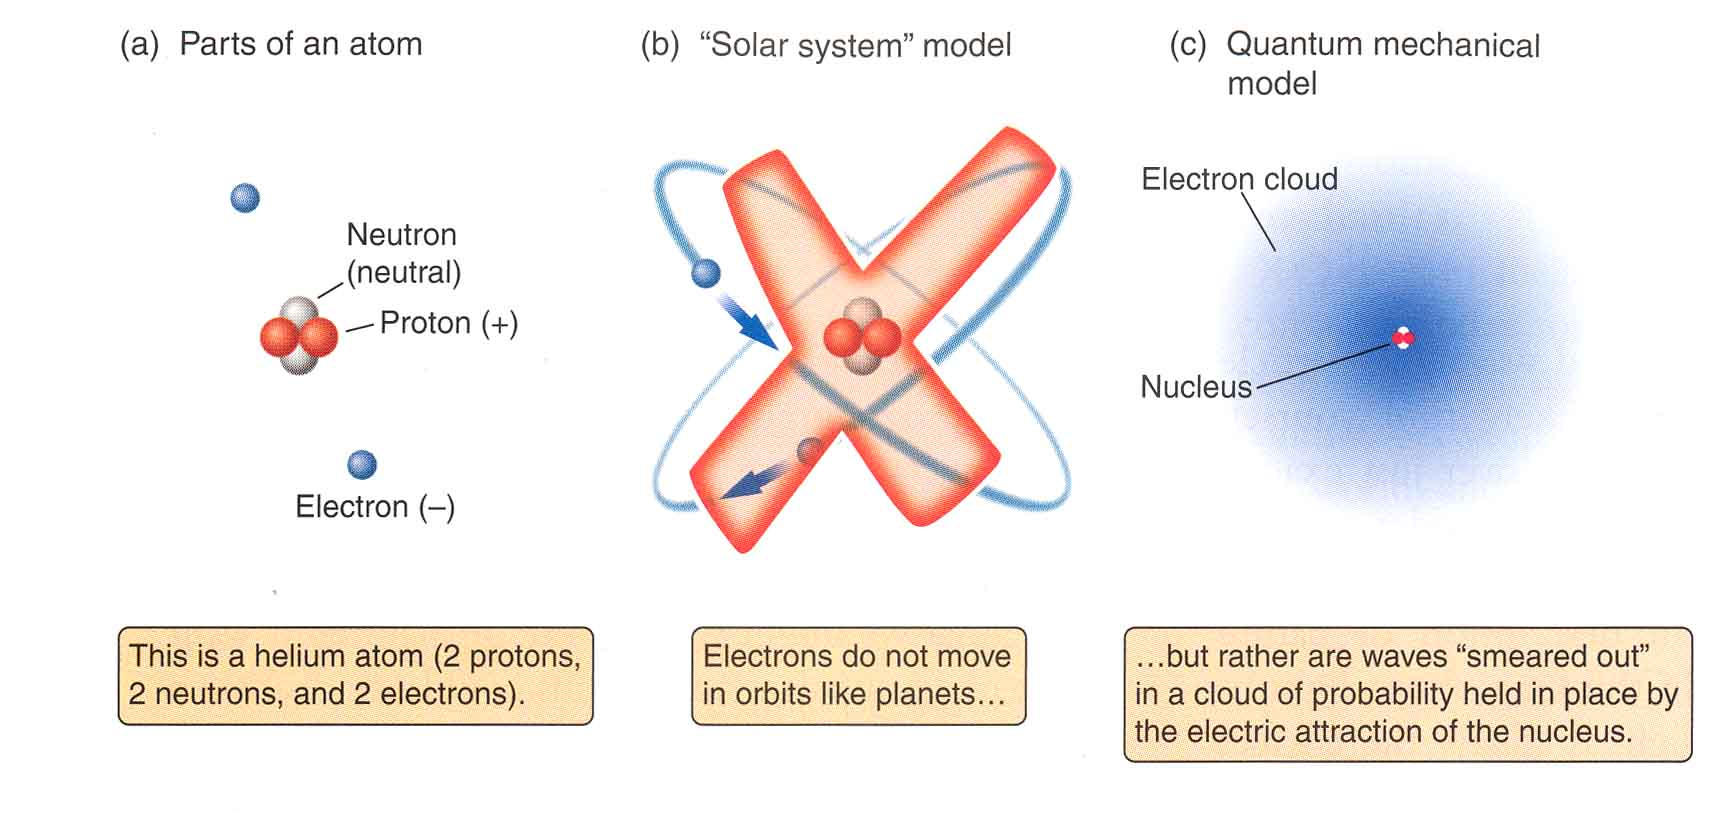 (a) Parts of an atom
Neutron
(neutral)
Proton (+)
Electron (–)
This is a helium atom (2 protons,
2 neutrons, and 2 electrons).
(b) “Solar system” model
Electrons do not move
in orbits like planets…
(c) Quantum mechanical
model
Electron cloud
Nucleus
…but rather are waves “smeared out”
in a cloud of probability held in place by
the electric attraction of the nucleus.